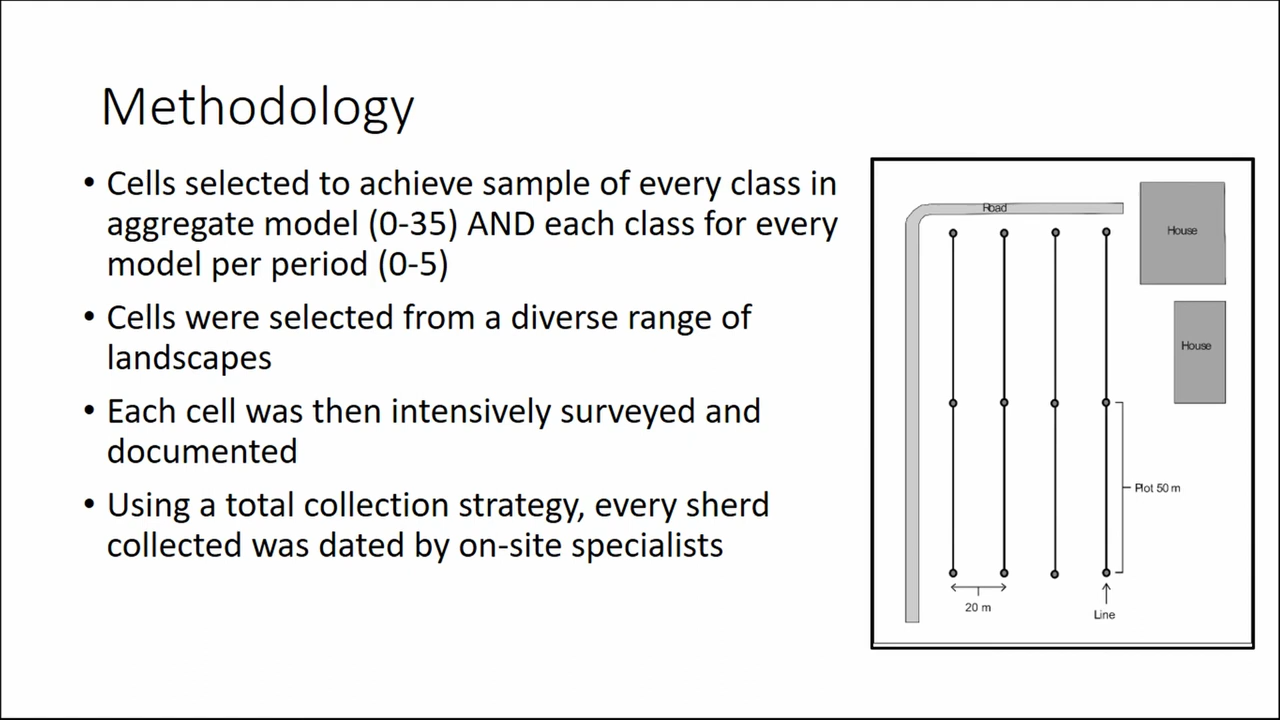 Methodology
• Cells selected to achieve sample of every class in
aggregate model (0-35) AND each class for every
model per period (0-5)
• Cells were selected from a diverse range of
landscapes
• Each cell was then intensively surveyed and
documented
• Using a total collection strategy, every sherd
collected was dated by on-site specialists
Road
House
House
Plot 50 m
20 m
Line